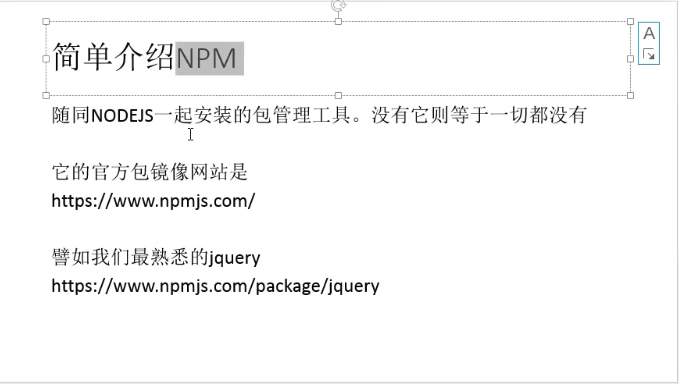 简单介绍NPM
A
随同NODEJS一起安装的包管理工具。没有它则等于一切都没有
它的官方包镜像网站是
https://www.npmjs.com/
譬如我们最熟悉的jquery
https://www.npmjs.com/package/jquery